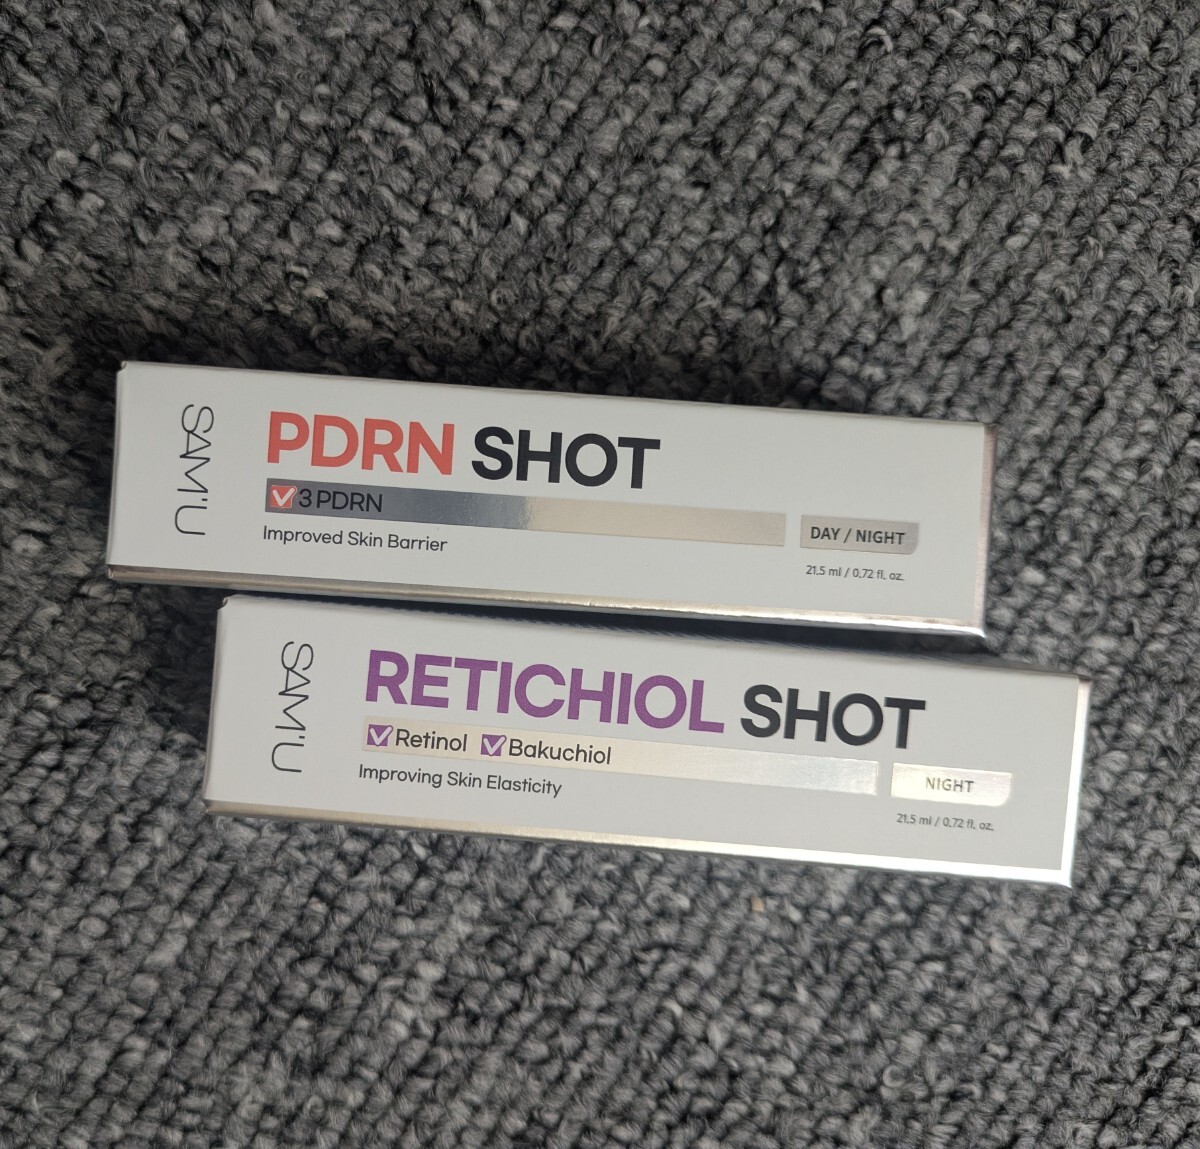 SAM'U
PDRN SHOT
3 PDRN
Improved Skin Barrier
DAY / NIGHT
21.5 ml / 0.72 fl. oz.
SAM'U
RETICHIOL SHOT
Retinol Bakuchiol
Improving Skin Elasticity
NIGHT
21.5 ml / 0.72 fl. oz.